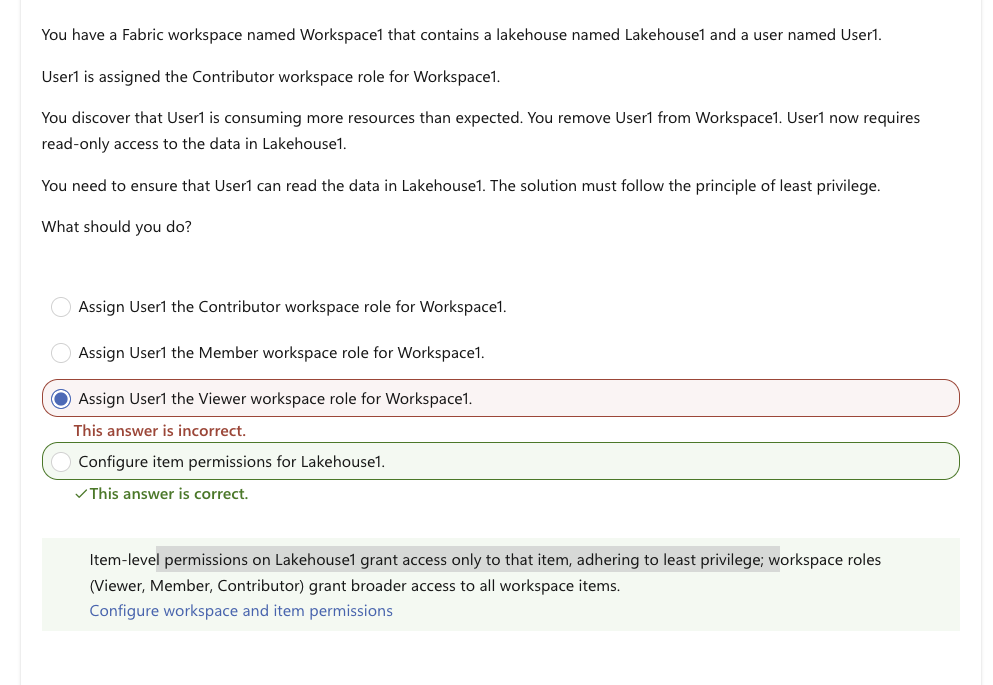 You have a Fabric workspace named Workspace1 that contains a lakehouse named Lakehouse1 and a user named User1.
User1 is assigned the Contributor workspace role for Workspace1.
You discover that User1 is consuming more resources than expected. You remove User1 from Workspace1. User1 now requires
read-only access to the data in Lakehouse1.
You need to ensure that User1 can read the data in Lakehouse1. The solution must follow the principle of least privilege.
What should you do?
Assign User1 the Contributor workspace role for Workspace1.
Assign User1 the Member workspace role for Workspace1.
Assign User1 the Viewer workspace role for Workspace1.
This answer is incorrect.
Configure item permissions for Lakehouse1.
✓This answer is correct.
Item-level permissions on Lakehouse1 grant access only to that item, adhering to least privilege; workspace roles
(Viewer, Member, Contributor) grant broader access to all workspace items.
Configure workspace and item permissions